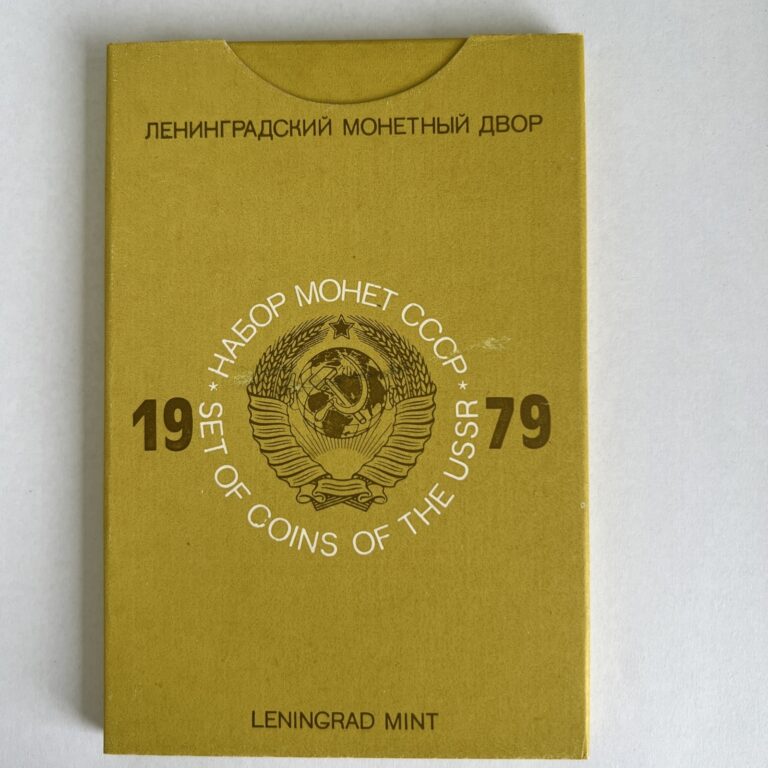 ЛЕНИНГРАДСКИЙ МОНЕТНЫЙ ДВОР
* НАБОР МОНЕТ СССР *
19 79
SET OF COINS OF THE USSR
LENINGRAD MINT